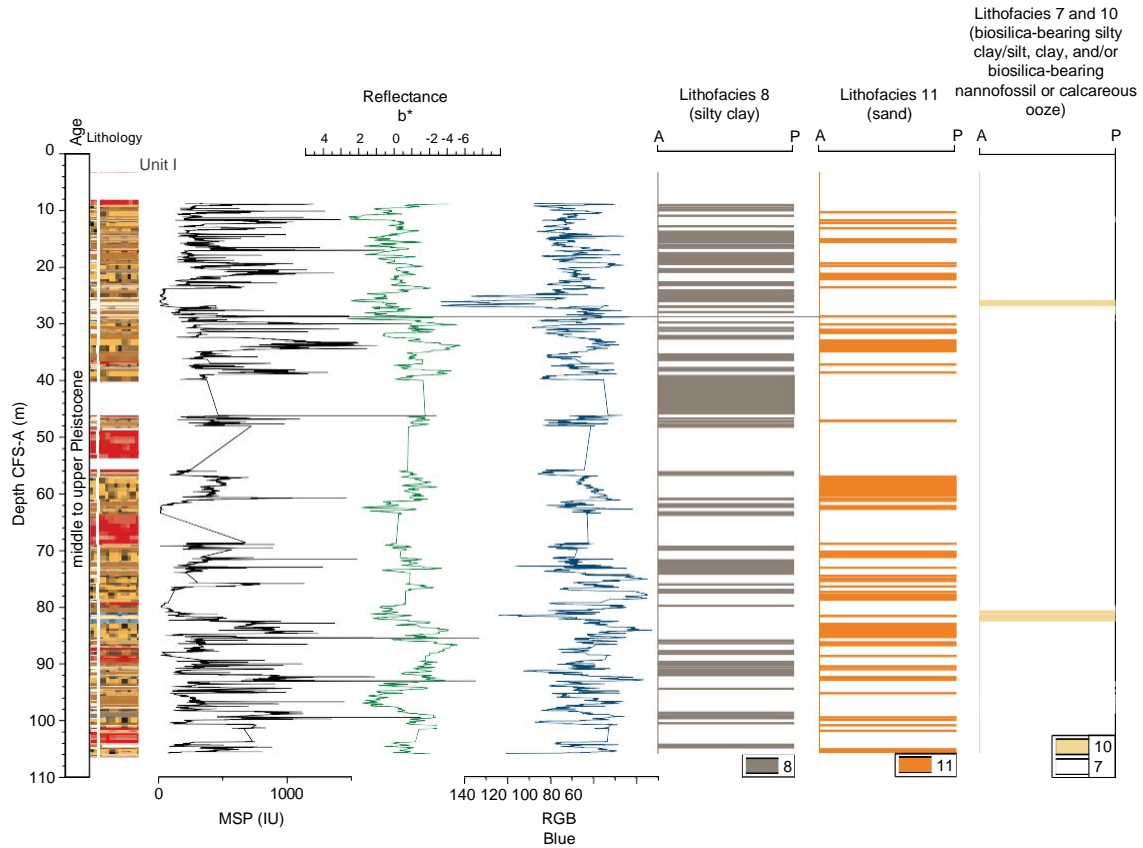 Lithofacies 7 and 10
(biosilica-bearing silty
clay/silt, clay, and/or
biosilica-bearing
nannofossil or calcareous
ooze)
Reflectance
b*
Lithofacies 8
(silty clay)
Lithofacies 11
(sand)
Age
Lithology
4 2 0 -2 -4 -6
A P
A P
A P
Unit I
0
10
20
30
40
50
60
70
80
90
100
110
Depth CFS-A (m)
middle to upper Pleistocene
8
11
10
7
0 1000
MSP (IU)
140 120 100 80 60
RGB
Blue